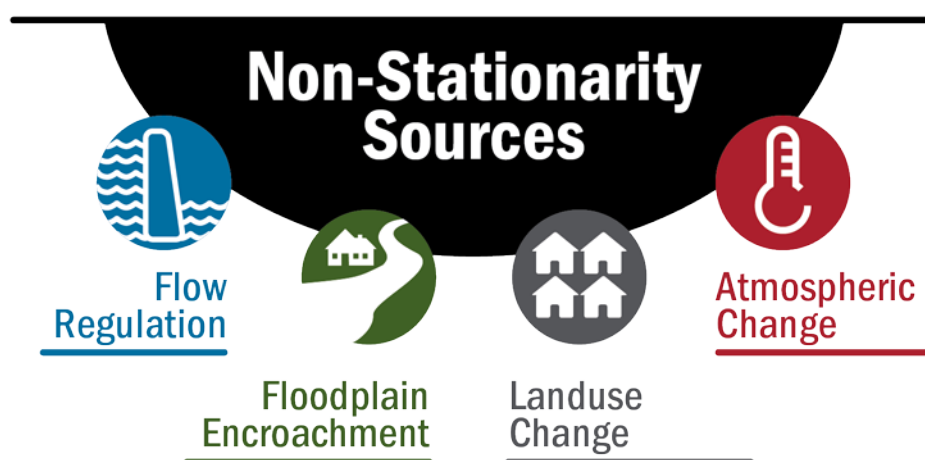 Non-Stationarity
Sources
Flow
Regulation
Floodplain
Encroachment
Landuse
Change
Atmospheric
Change